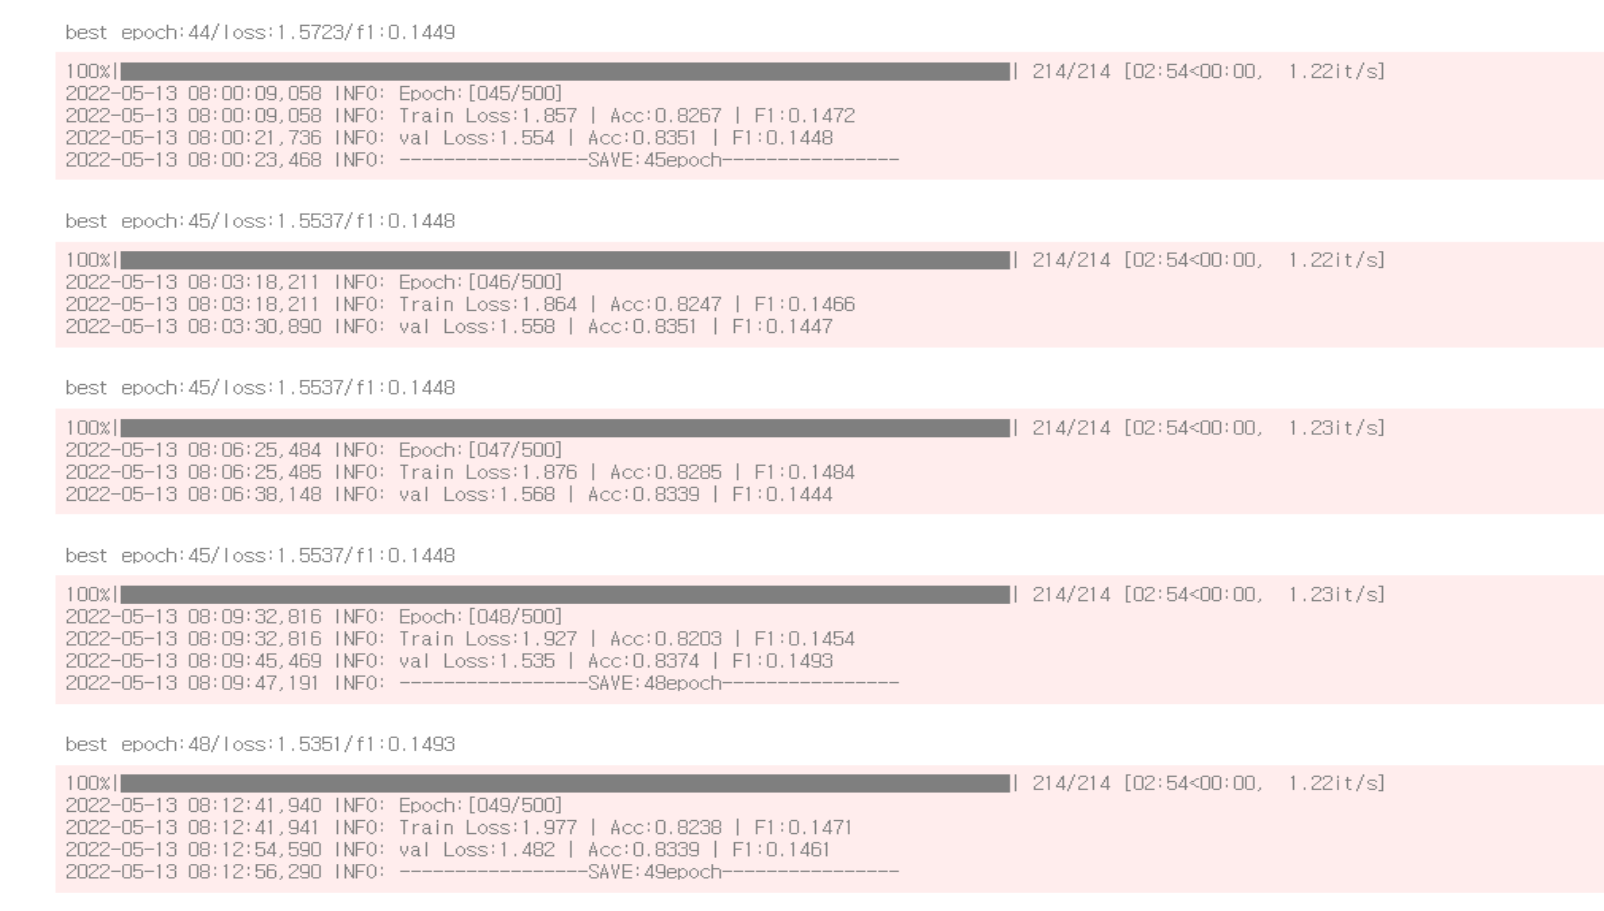 best epoch:44/loss:1.5723/f1:0.1449
100%|| 214/214 [02:54<00:00, 1.22it/s]
2022-05-13 08:00:09,058 INFO: Epoch:[045/500]
2022-05-13 08:00:09,058 INFO: Train Loss:1.857 | Acc:0.8267 | F1:0.1472
2022-05-13 08:00:21,736 INFO: val Loss:1.554 | Acc:0.8351 | F1:0.1448
2022-05-13 08:00:23,468 INFO: -----------------SAVE:45epoch----------------
best epoch:45/loss:1.5537/f1:0.1448
100%|| 214/214 [02:54<00:00, 1.22it/s]
2022-05-13 08:03:18,211 INFO: Epoch:[046/500]
2022-05-13 08:03:18,211 INFO: Train Loss:1.864 | Acc:0.8247 | F1:0.1466
2022-05-13 08:03:30,890 INFO: val Loss:1.558 | Acc:0.8351 | F1:0.1447
best epoch:45/loss:1.5537/f1:0.1448
100%|| 214/214 [02:54<00:00, 1.23it/s]
2022-05-13 08:06:25,484 INFO: Epoch:[047/500]
2022-05-13 08:06:25,485 INFO: Train Loss:1.876 | Acc:0.8285 | F1:0.1484
2022-05-13 08:06:38,148 INFO: val Loss:1.568 | Acc:0.8339 | F1:0.1444
best epoch:45/loss:1.5537/f1:0.1448
100%|| 214/214 [02:54<00:00, 1.23it/s]
2022-05-13 08:09:32,816 INFO: Epoch:[048/500]
2022-05-13 08:09:32,816 INFO: Train Loss:1.927 | Acc:0.8203 | F1:0.1454
2022-05-13 08:09:45,469 INFO: val Loss:1.535 | Acc:0.8374 | F1:0.1493
2022-05-13 08:09:47,191 INFO: -----------------SAVE:48epoch----------------
best epoch:48/loss:1.5351/f1:0.1493
100%|| 214/214 [02:54<00:00, 1.22it/s]
2022-05-13 08:12:41,940 INFO: Epoch:[049/500]
2022-05-13 08:12:41,941 INFO: Train Loss:1.977 | Acc:0.8238 | F1:0.1471
2022-05-13 08:12:54,590 INFO: val Loss:1.482 | Acc:0.8339 | F1:0.1461
2022-05-13 08:12:56,290 INFO: -----------------SAVE:49epoch----------------